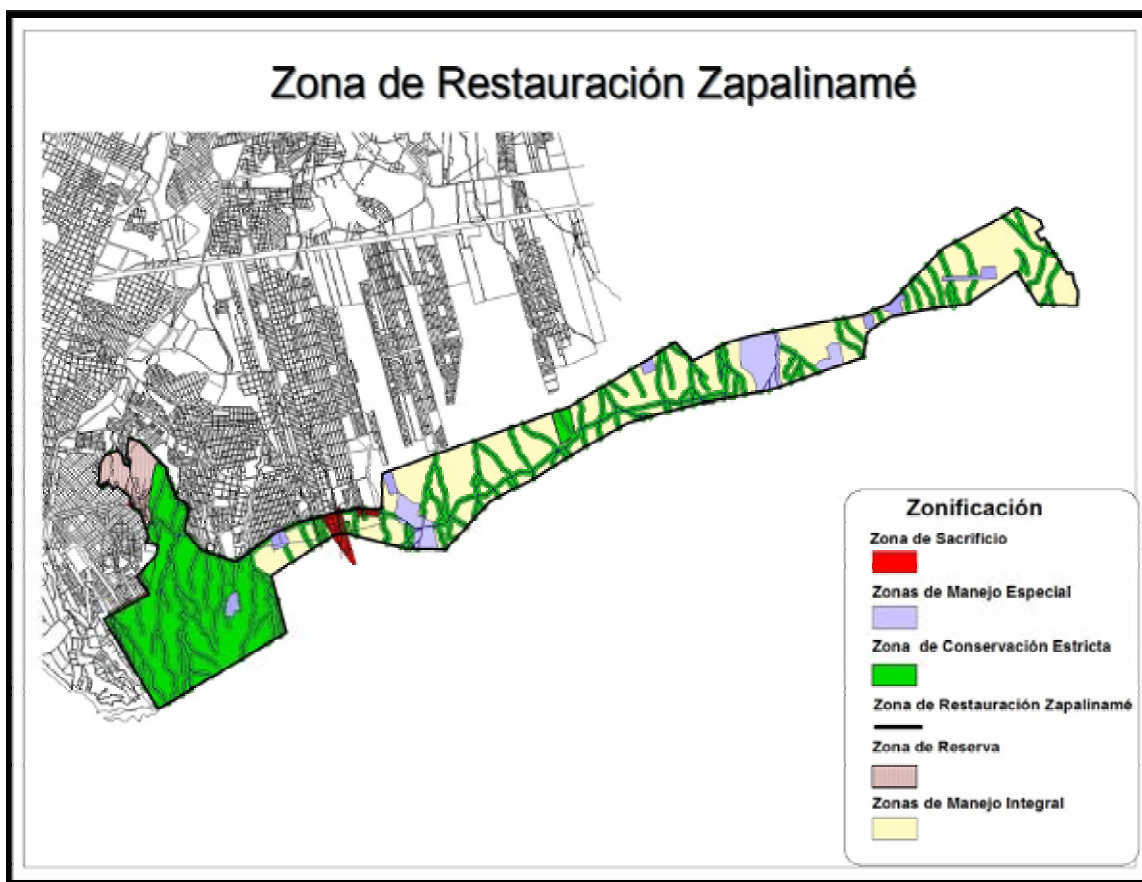 Zona de Restauración Zapalinamé
Zonificación
Zona de Sacrificio
Zonas de Manejo Especial
Zona de Conservación Estricta
Zona de Restauración Zapalinamé
Zona de Reserva
Zonas de Manejo Integral